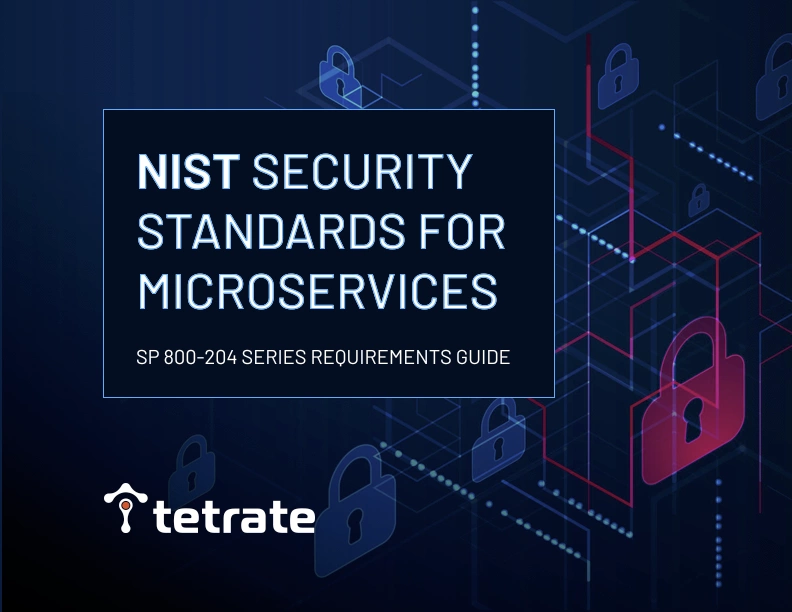 NIST SECURITY
STANDARDS FOR
MICROSERVICES
SP 800-204 SERIES REQUIREMENTS GUIDE
tetrate